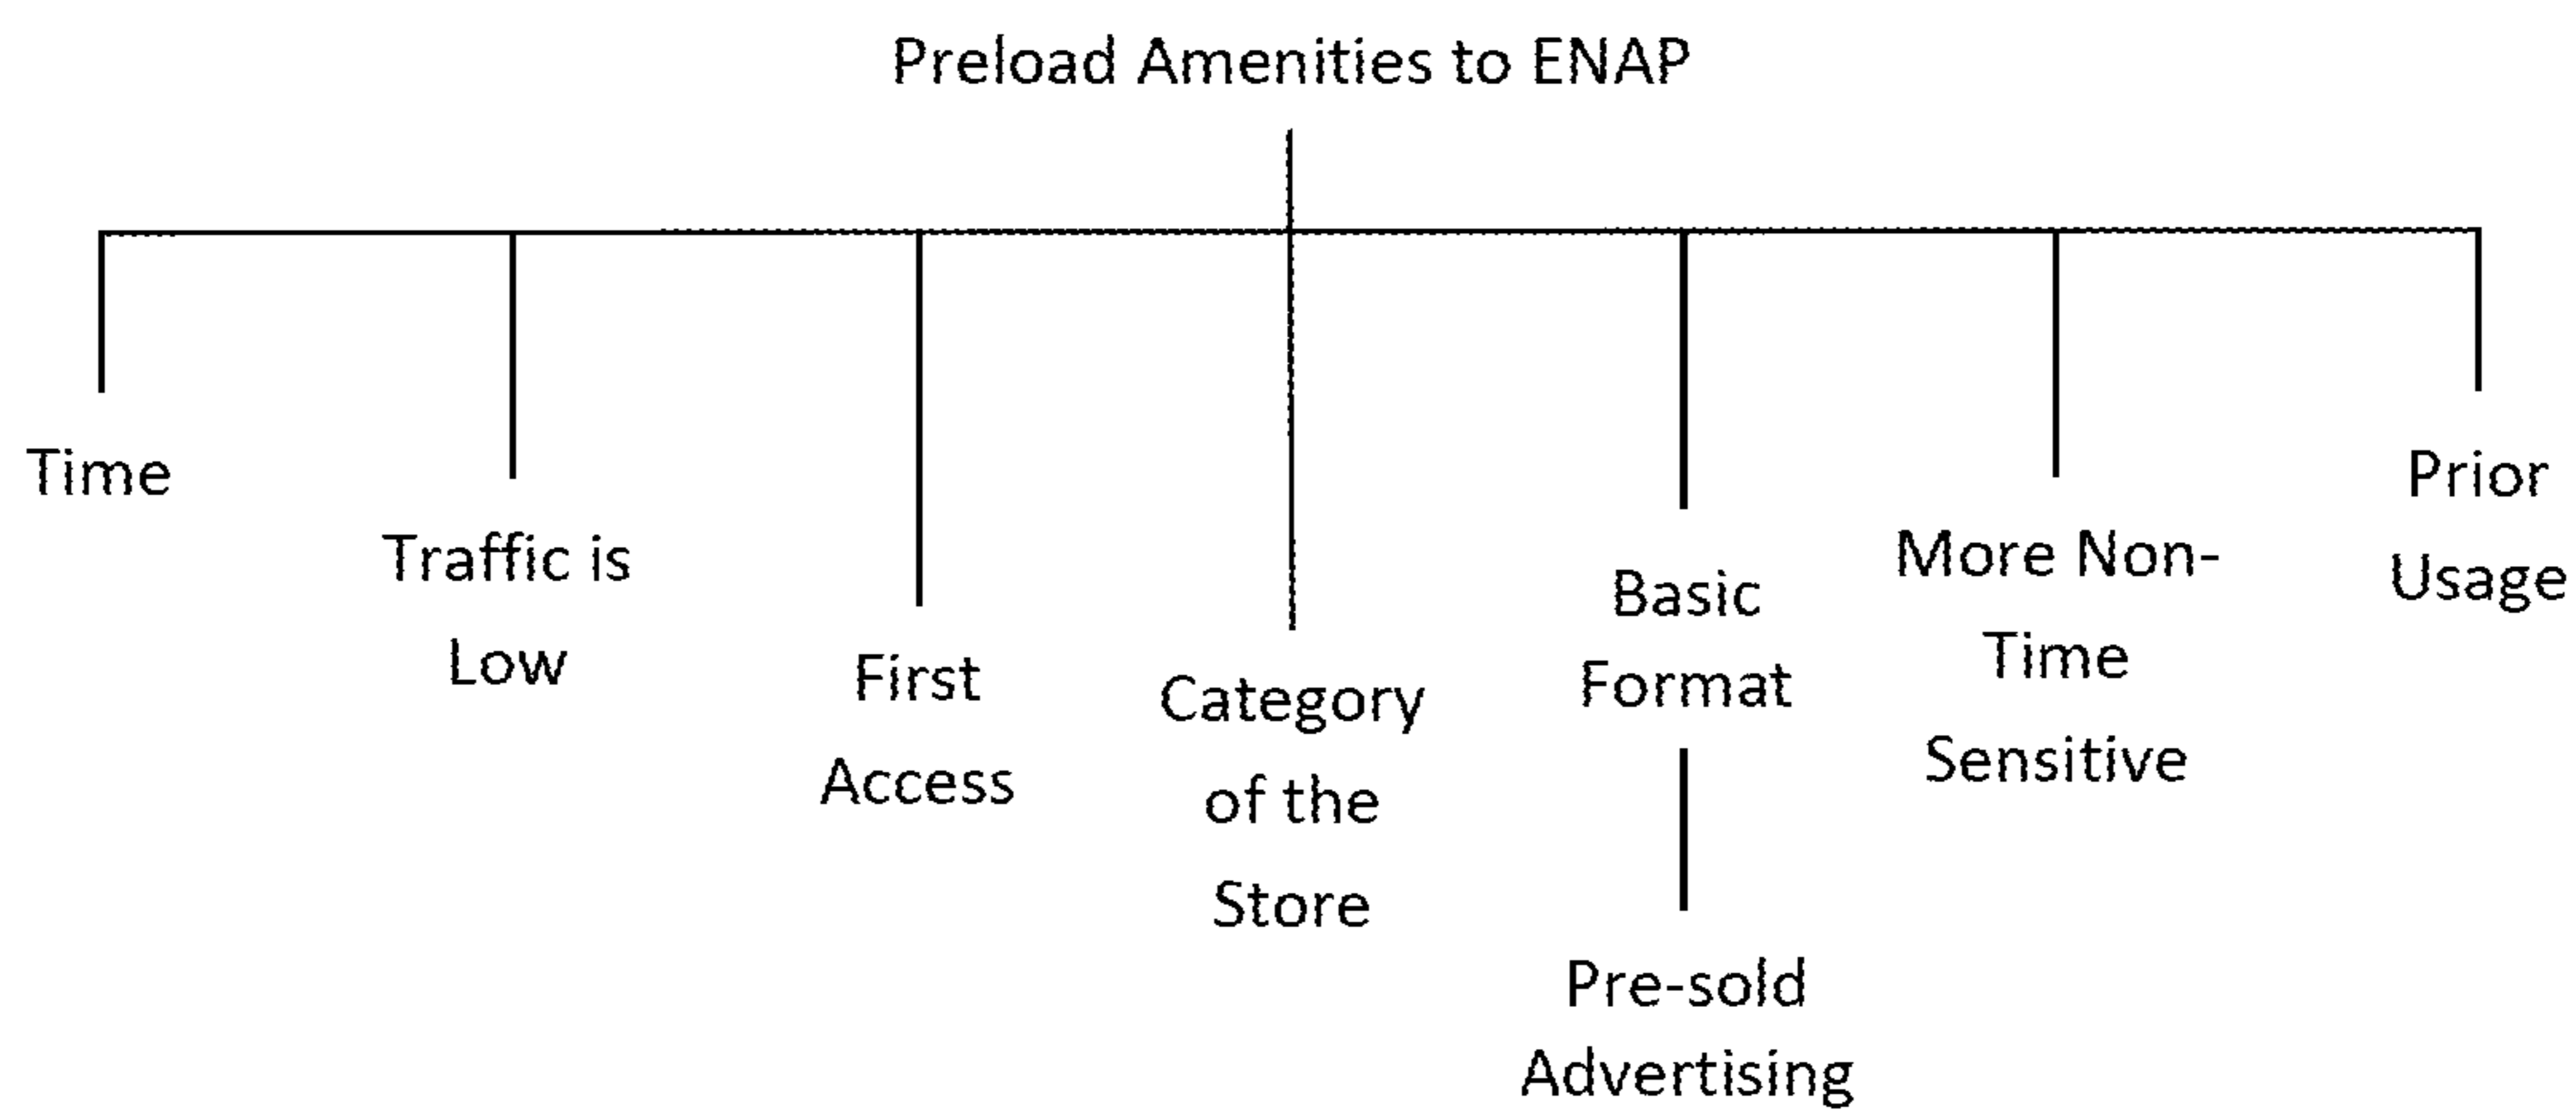 Preload Amenities to ENAP
Time
Traffic is
Low
First
Access
Category
of the
Store
Basic
Format
Pre-sold
Advertising
More Non-
Time
Sensitive
Prior
Usage